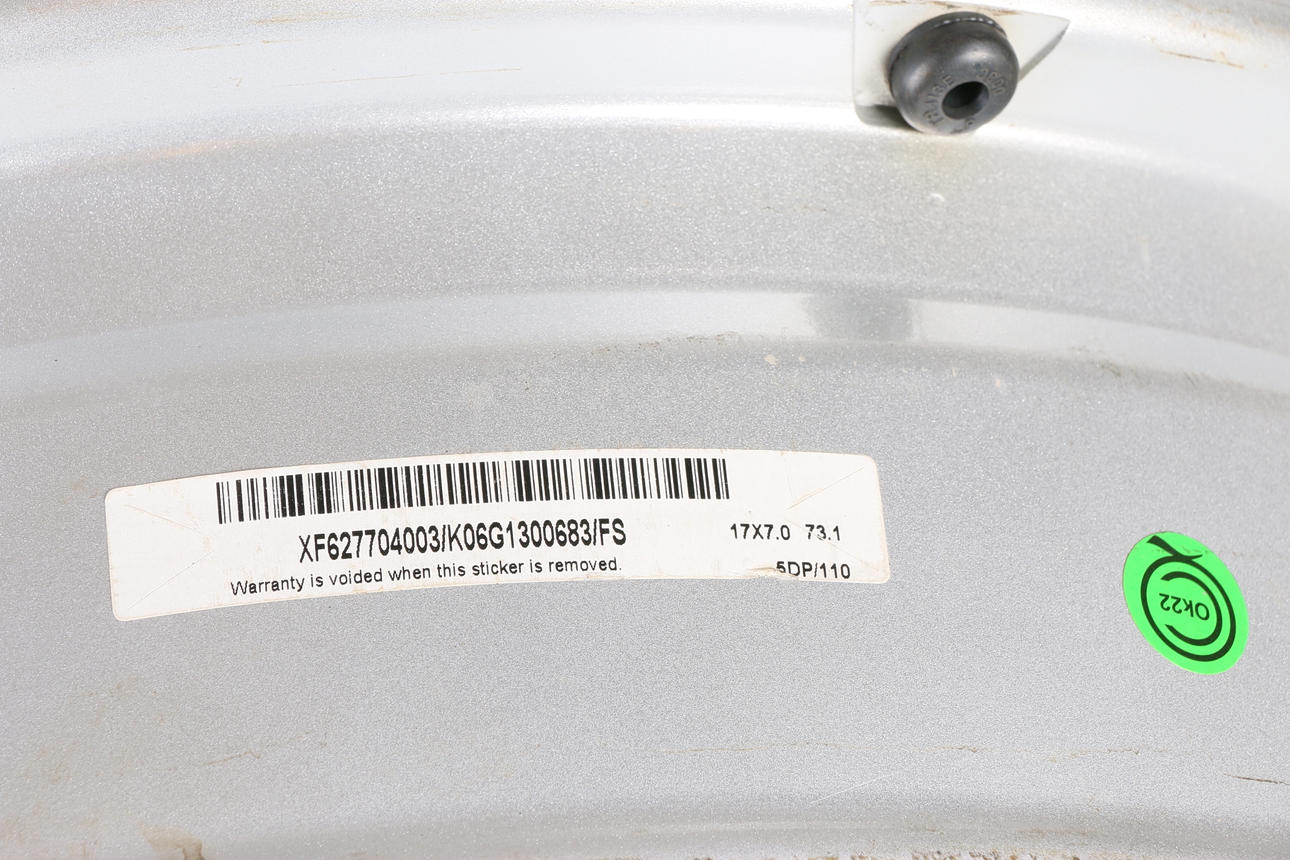 XF627704003/K06G1300683/FS
Warranty is voided when this sticker is removed.
17X7.0 73.1
5DP/110
Ok22